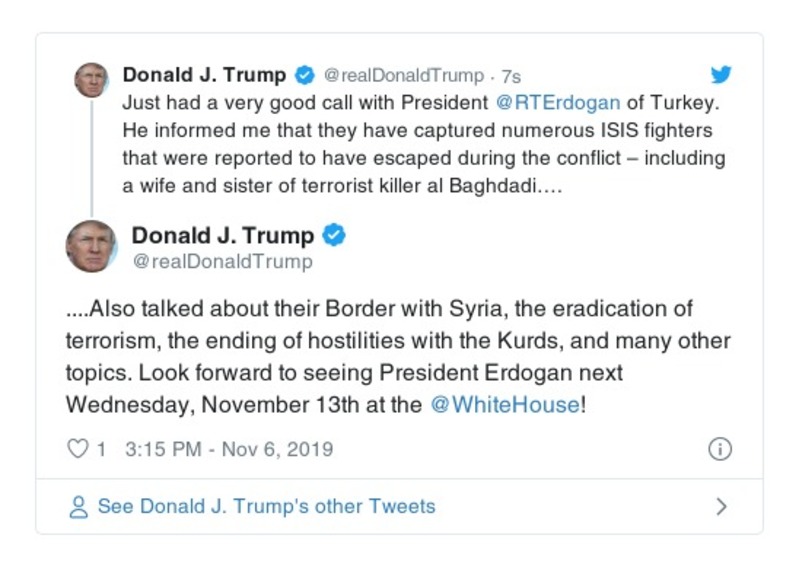 Donald J. Trump @realDonaldTrump · 7s
Just had a very good call with President @RTErdogan of Turkey.
He informed me that they have captured numerous ISIS fighters
that were reported to have escaped during the conflict – including
a wife and sister of terrorist killer al Baghdadi....
Donald J. Trump
@realDonaldTrump
....Also talked about their Border with Syria, the eradication of
terrorism, the ending of hostilities with the Kurds, and many other
topics. Look forward to seeing President Erdogan next
Wednesday, November 13th at the @WhiteHouse!
1 3:15 PM - Nov 6, 2019
See Donald J. Trump's other Tweets